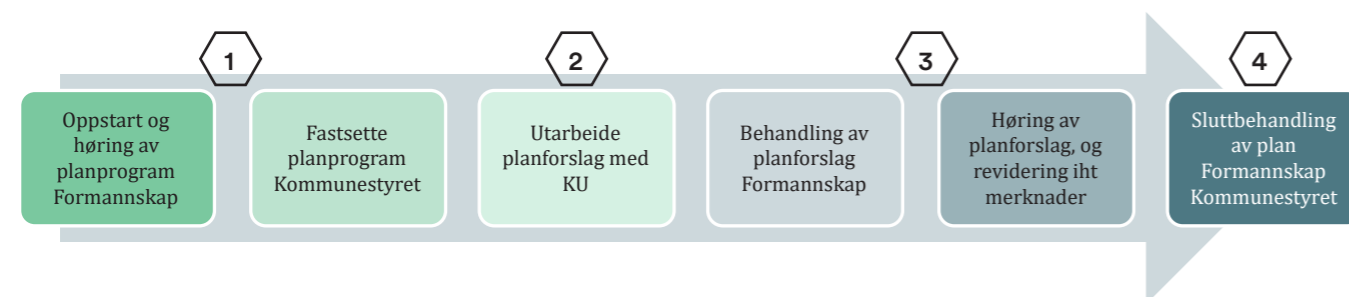 1
2
3
4
Oppstart og
høring av
planprogram
Formannskap
Fastsette
planprogram
Kommunestyret
Utarbeide
planforslag med
KU
Behandling av
planforslag
Formannskap
Høring av
planforslag, og
revidering iht
merknader
Sluttbehandling
av plan
Formannskap
Kommunestyret